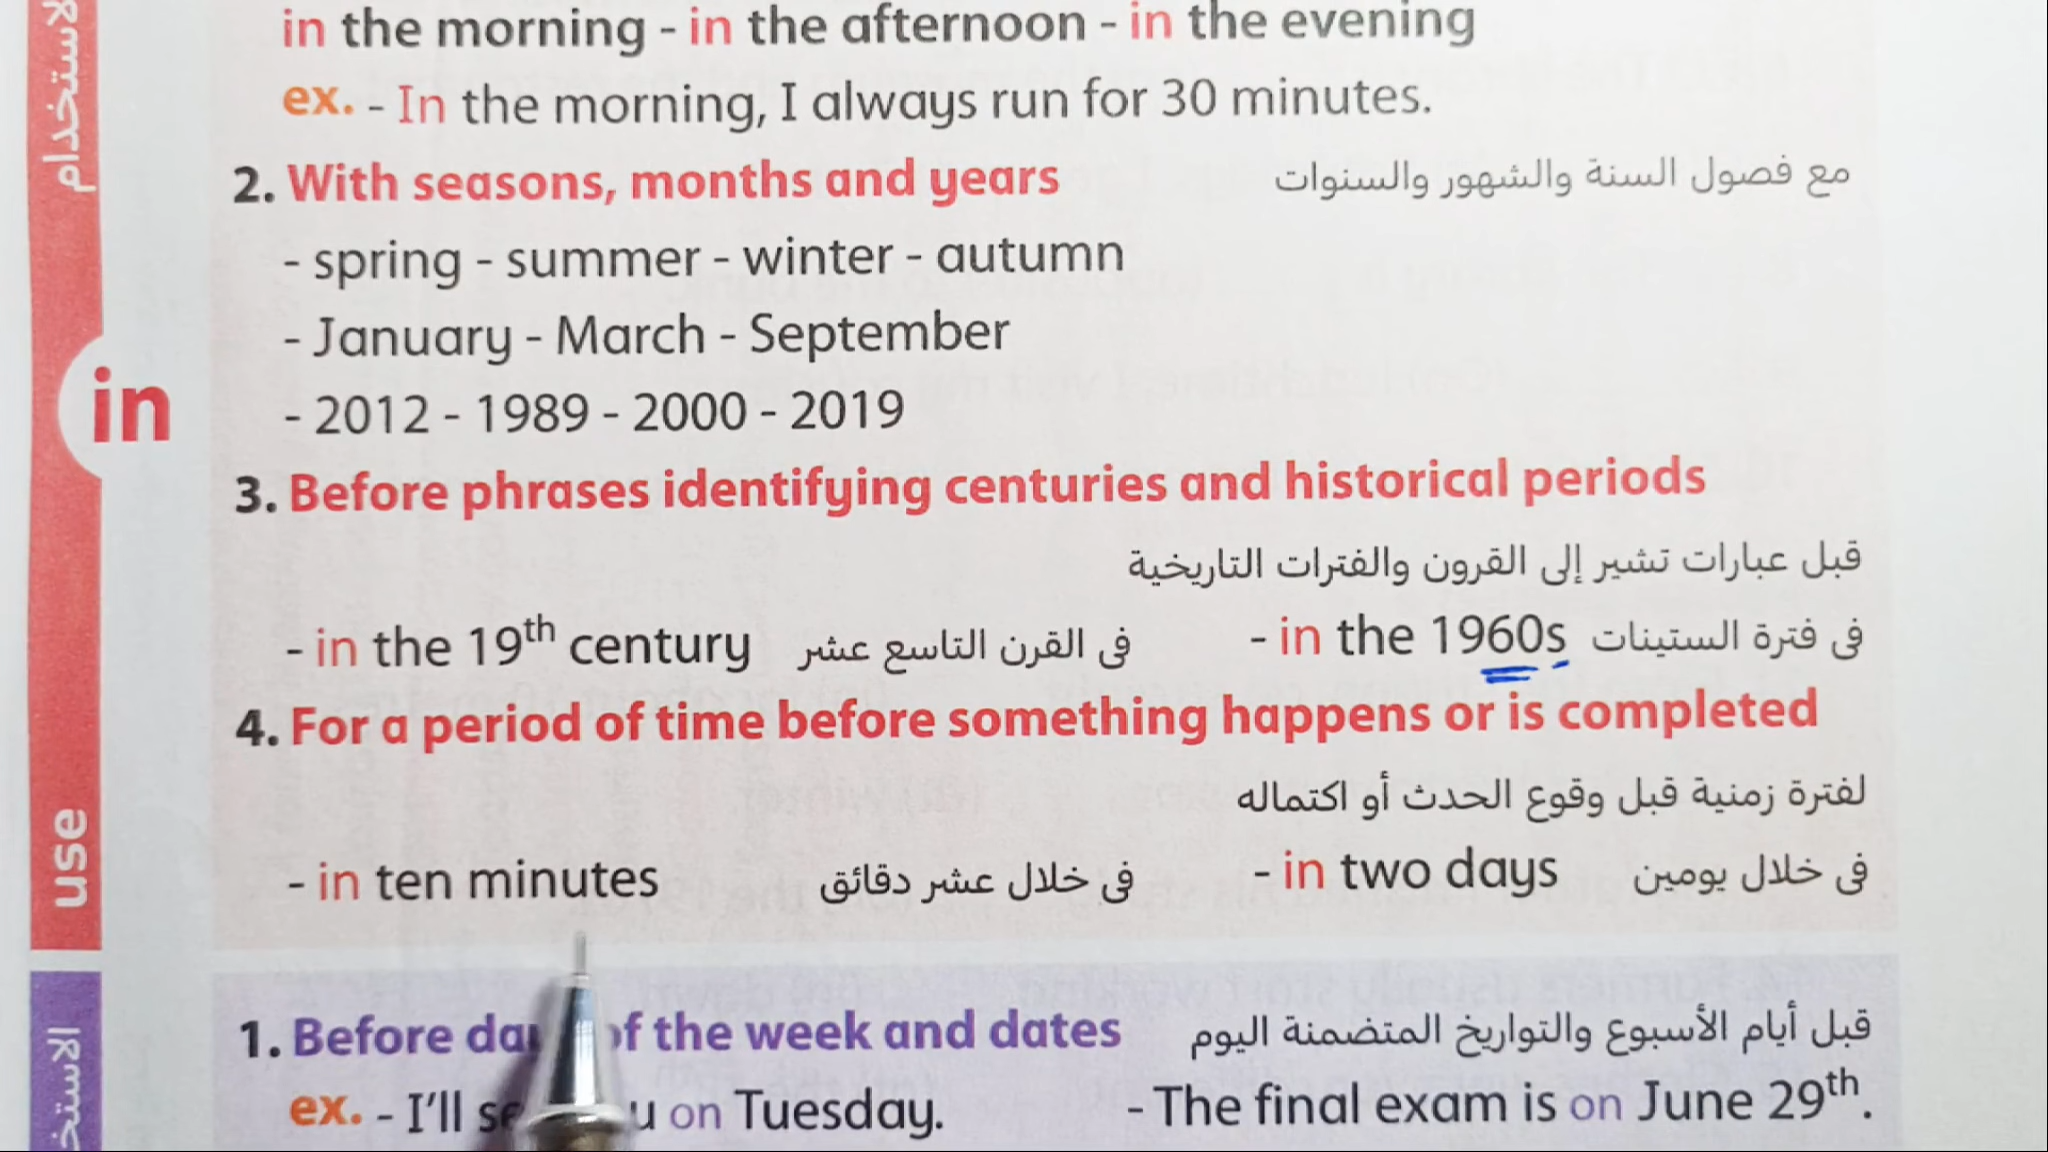 الاستخدام
in the morning - in the afternoon - in the evening
ex. - In the morning, I always run for 30 minutes.
2. With seasons, months and years مع فصول السنة والشهور والسنوات
- spring - summer - winter - autumn
- January - March - September
in
- 2012 - 1989 - 2000 - 2019
3. Before phrases identifying centuries and historical periods
قبل عبارات تشير إلى القرون والفترات التاريخية
- in the 19th century فى القرن التاسع عشر - in the 1960s فى فترة الستينات
4. For a period of time before something happens or is completed
لفترة زمنية قبل وقوع الحدث أو اكتماله
use
- in ten minutes فى خلال عشر دقائق - in two days فى خلال يومين
1. Before of the week and dates قبل أيام الأسبوع والتواريخ المتضمنة اليوم
ex. - I'll on Tuesday. - The final exam is on June 29th.